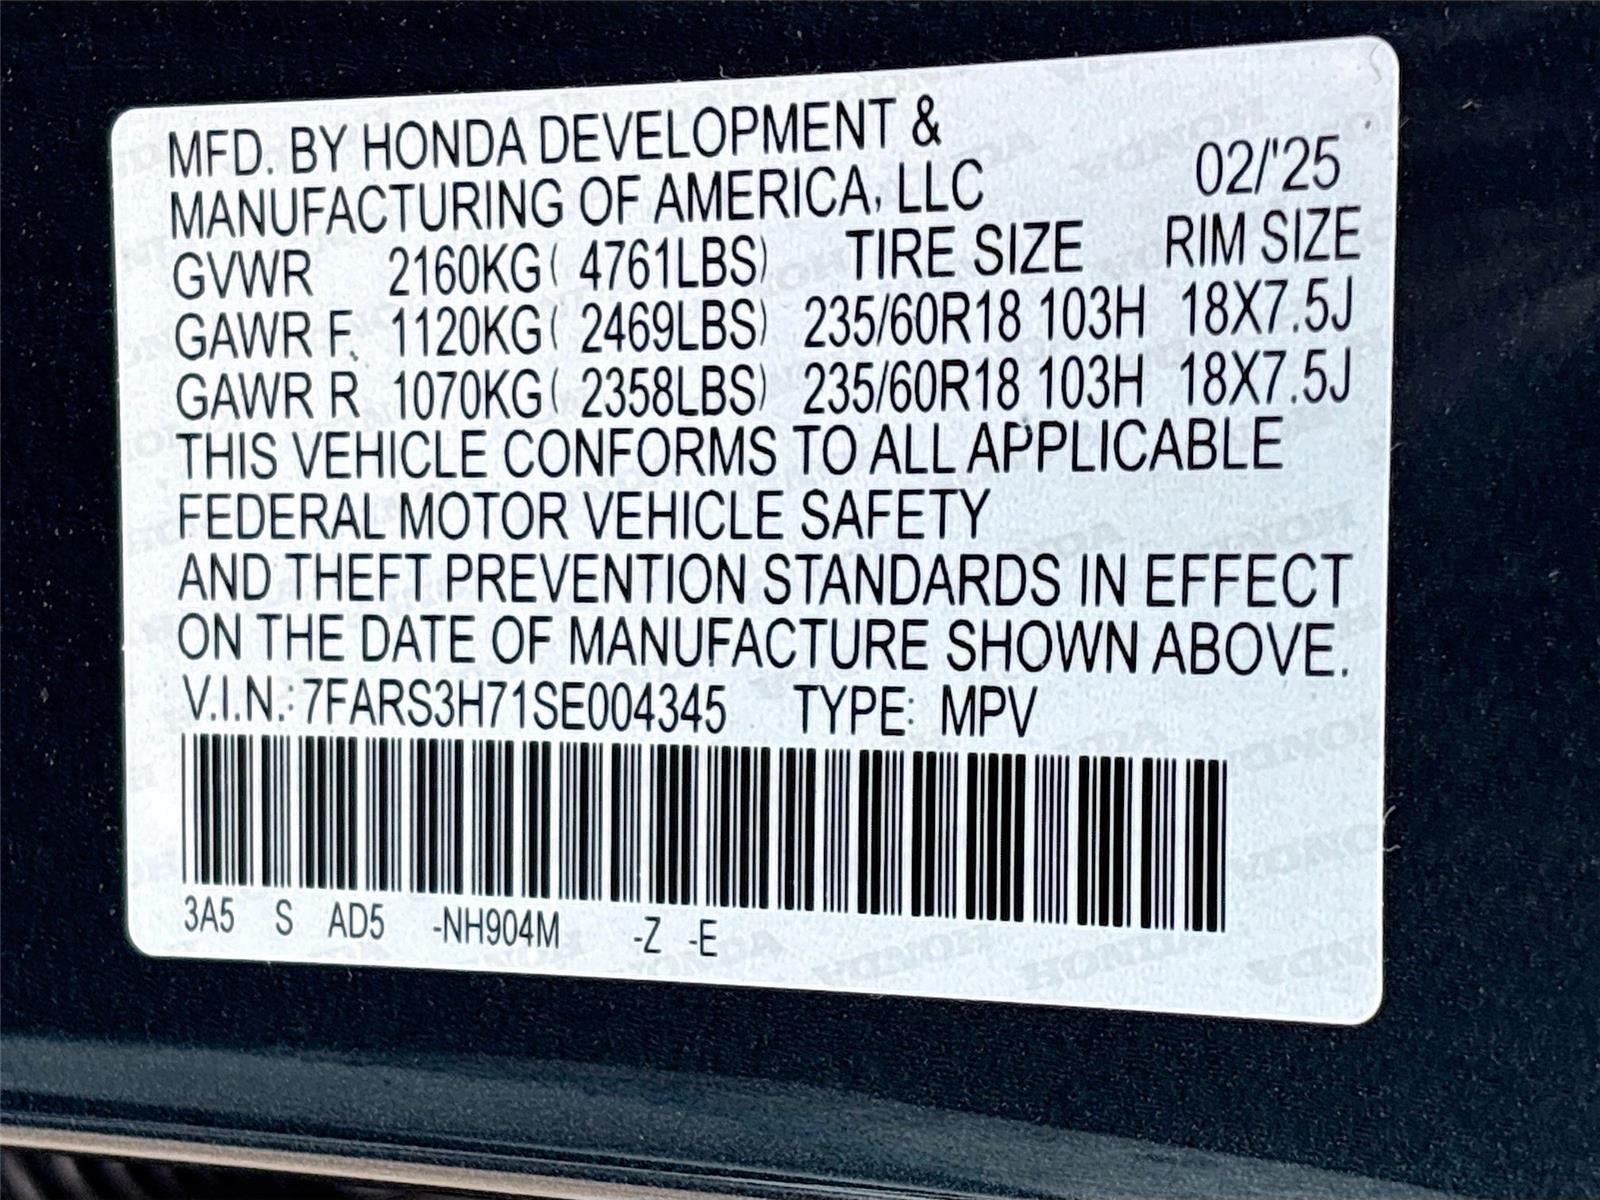 MFD. BY HONDA DEVELOPMENT &
MANUFACTURING OF AMERICA, LLC 02/'25
GVWR 2160KG( 4761LBS) TIRE SIZE RIM SIZE
GAWR F. 1120KG( 2469LBS) 235/60R18 103H 18X7.5J
GAWR R 1070KG( 2358LBS) 235/60R18 103H 18X7.5J
THIS VEHICLE CONFORMS TO ALL APPLICABLE
FEDERAL MOTOR VEHICLE SAFETY
AND THEFT PREVENTION STANDARDS IN EFFECT
ON THE DATE OF MANUFACTURE SHOWN ABOVE.
V.I.N.: 7FARS3H71SE004345 TYPE: MPV
3A5 S AD5 -NH904M -Z -E